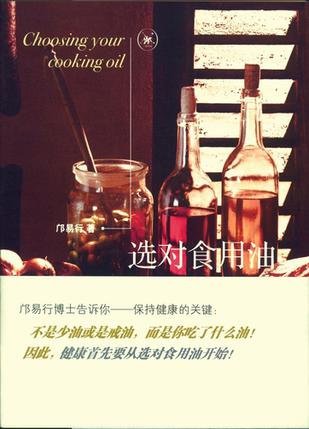 Choosing your
cooking oil
邝易行 著
选对食用油
邝易行博士告诉你——保持健康的关键：
不是少油或是戒油，而是你吃了什么油！
因此，健康首先要从选对食用油开始！